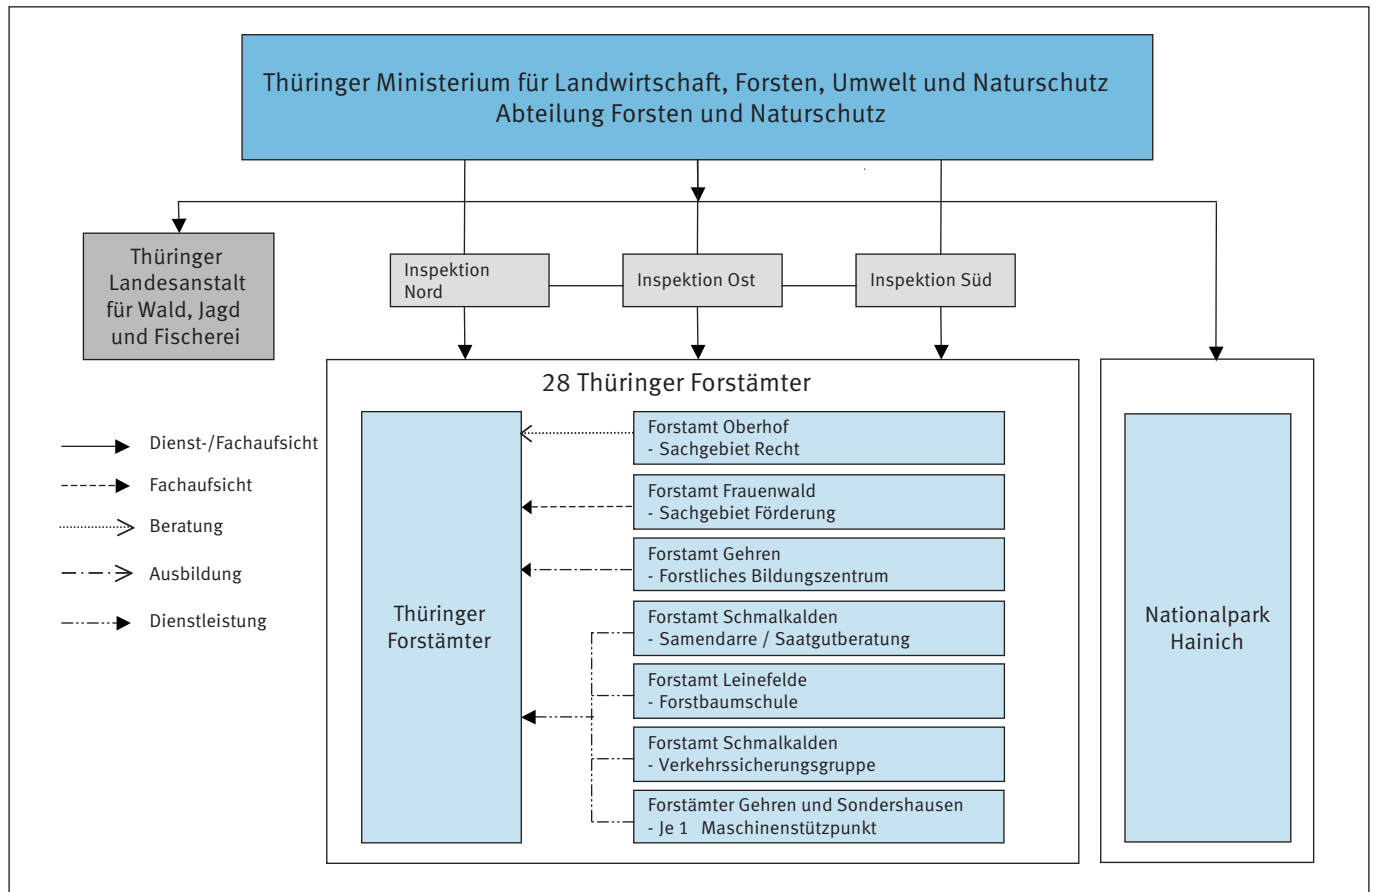 Thüringer Ministerium für Landwirtschaft, Forsten, Umwelt und Naturschutz
Abteilung Forsten und Naturschutz
Thüringer
Landesanstalt
für Wald, Jagd
und Fischerei
Inspektion
Nord
Inspektion Ost
Inspektion Süd
28 Thüringer Forstämter
Dienst-/Fachaufsicht
Fachaufsicht
Beratung
Ausbildung
Dienstleistung
Thüringer
Forstämter
Forstamt Oberhof
- Sachgebiet Recht
Forstamt Frauenwald
- Sachgebiet Förderung
Forstamt Gehren
- Forstliches Bildungszentrum
Forstamt Schmalkalden
- Samendarre / Saatgutberatung
Forstamt Leinefelde
- Forstbaumschule
Forstamt Schmalkalden
- Verkehrssicherungsgruppe
Forstämter Gehren und Sondershausen
- Je 1 Maschinenstützpunkt
Nationalpark
Hainich